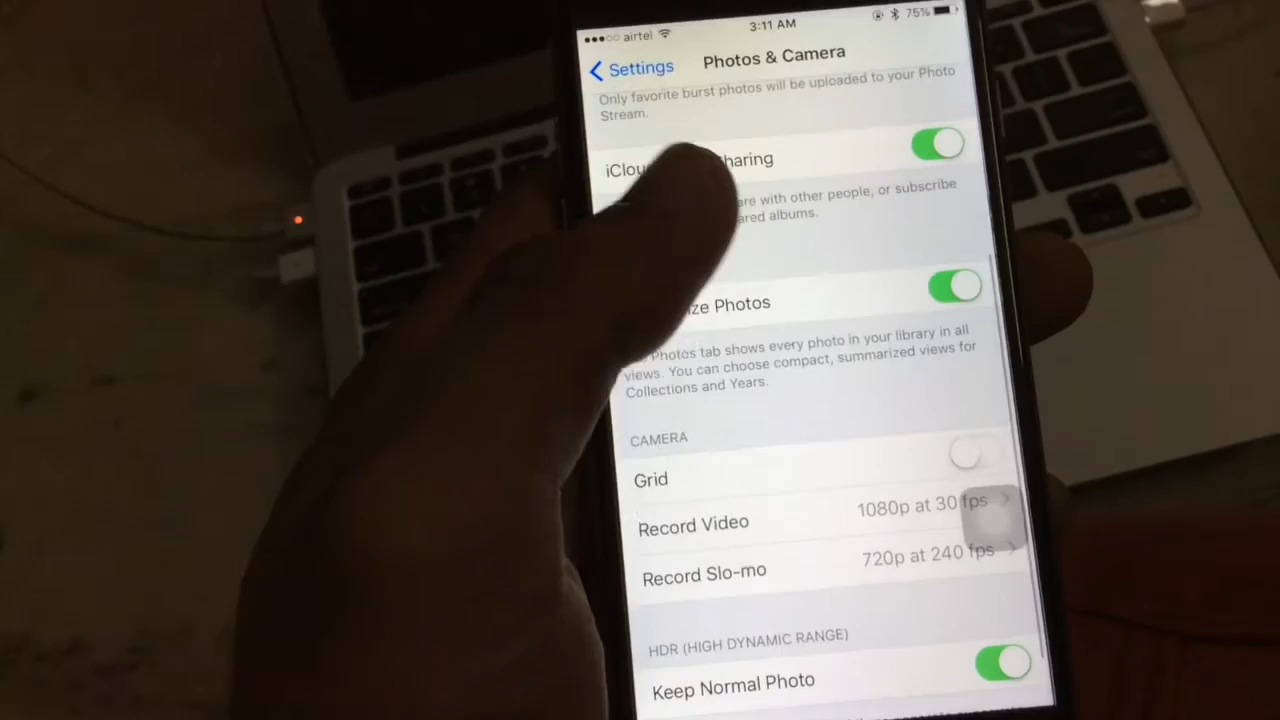 airtel 3:11 AM 75%
Settings Photos & Camera
Only favorite burst photos will be uploaded to your Photo
Stream.
iClou haring
are with other people, or subscribe
ared albums.
ize Photos
Photos tab shows every photo in your library in all
views. You can choose compact, summarized views for
Collections and Years.
CAMERA
Grid
Record Video 1080p at 30 fps
Record Slo-mo 720p at 240 fps
HDR (HIGH DYNAMIC RANGE)
Keep Normal Photo